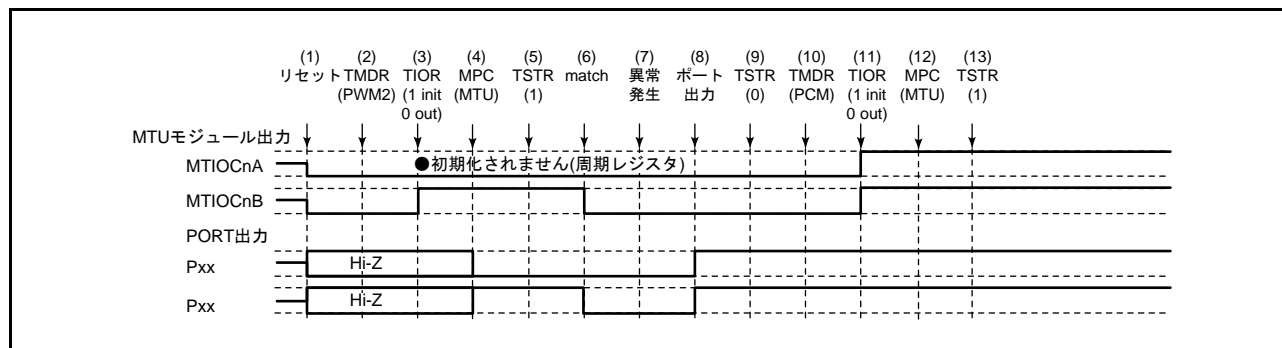 (1) (2) (3) (4) (5) (6) (7) (8) (9) (10) (11) (12) (13)
リセット TMDR TIOR MPC TSTR match 異常 ポート TSTR TMDR TIOR MPC TSTR
(PWM2) (1 init (MTU) (1) 発生 出力 (0) (PCM) (1 init (MTU) (1)
0 out) 0 out)
MTUモジュール出力
MTIOCnA ●初期化されません(周期レジスタ)
MTIOCnB
PORT出力
Pxx Hi-Z
Pxx Hi-Z